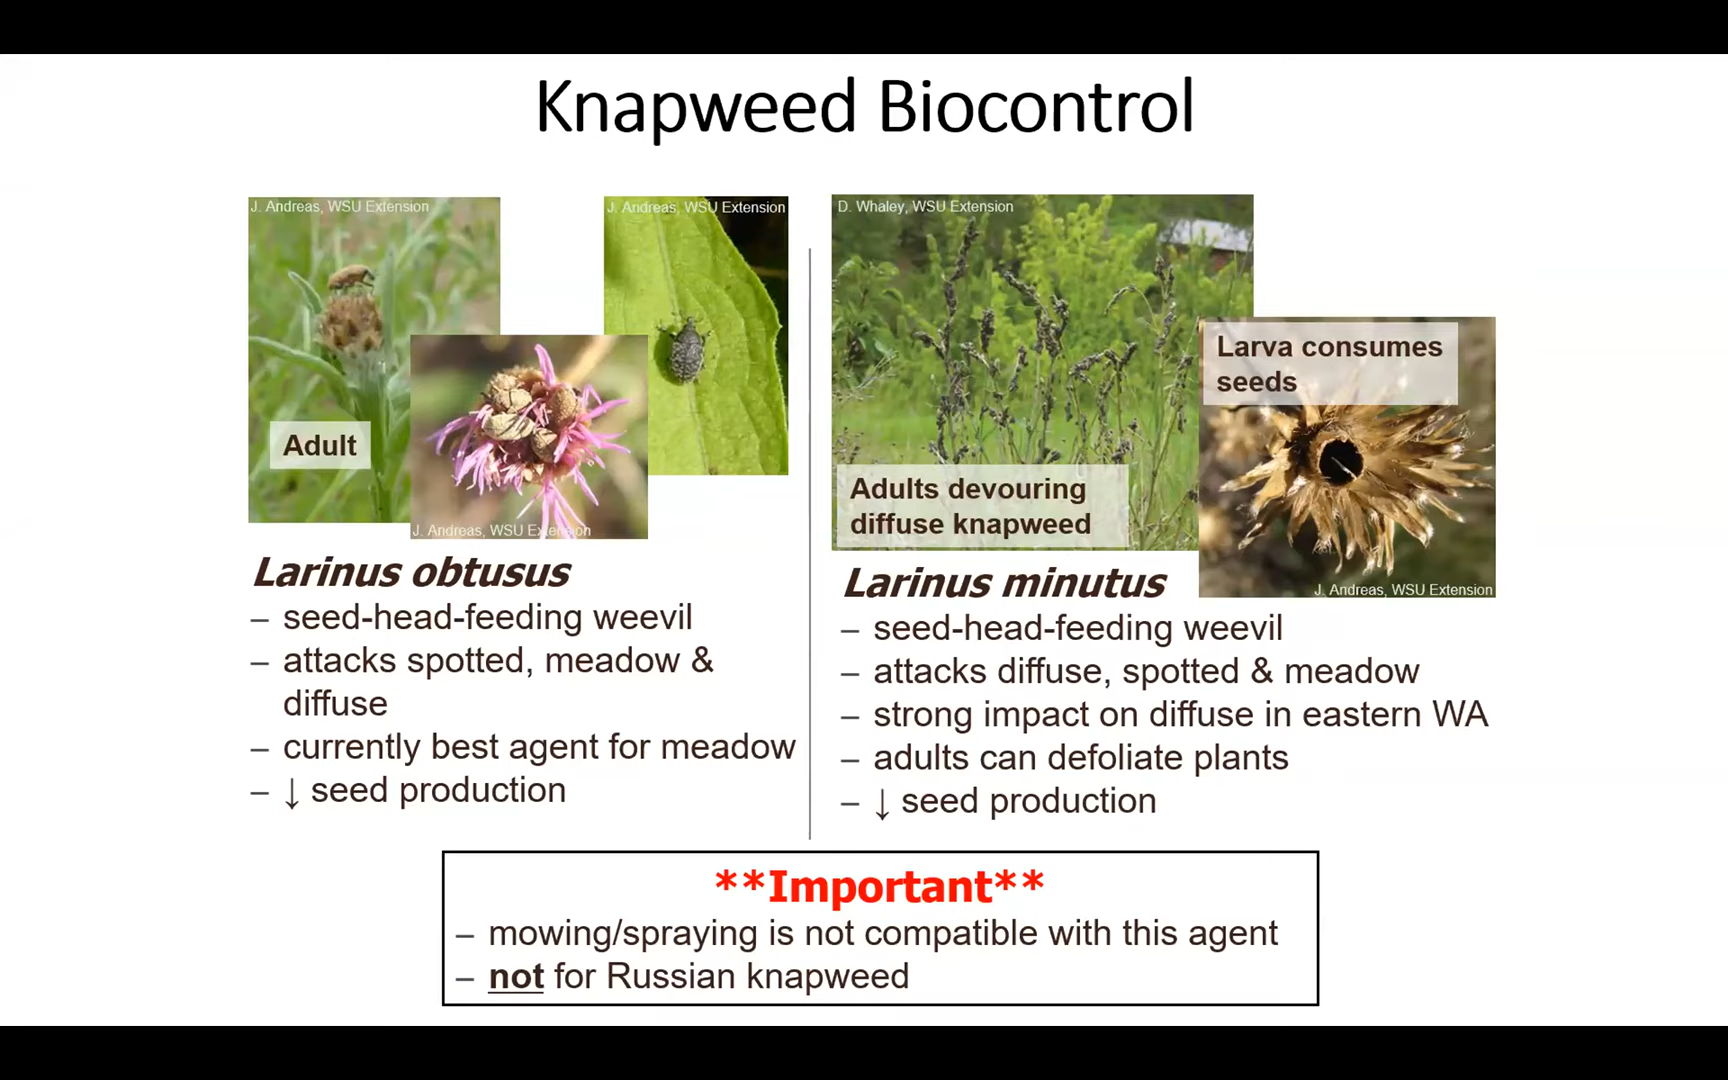 Knapweed Biocontrol
J. Andreas, WSU Extension
J. Andreas, WSU Extension
Adult
J. Andreas, WSU Extension
Larinus obtusus
– seed-head-feeding weevil
– attacks spotted, meadow &
diffuse
– currently best agent for meadow
– ↓ seed production
D. Whaley, WSU Extension
Larva consumes
seeds
Adults devouring
diffuse knapweed
J. Andreas, WSU Extension
Larinus minutus
– seed-head-feeding weevil
– attacks diffuse, spotted & meadow
– strong impact on diffuse in eastern WA
– adults can defoliate plants
– ↓ seed production
**Important**
– mowing/spraying is not compatible with this agent
– not for Russian knapweed